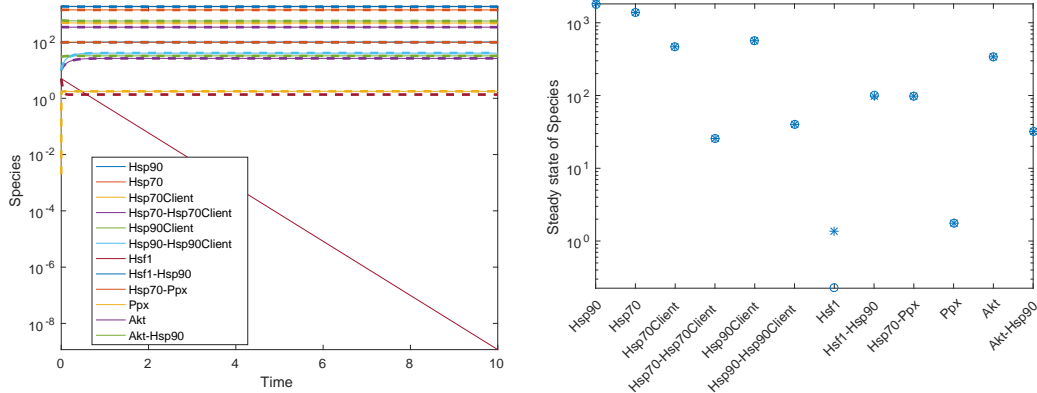 10^2
10^0
10^-2
10^-4
10^-6
10^-8
Species
Hsp90
Hsp70
Hsp70Client
Hsp70-Hsp70Client
Hsp90Client
Hsp90-Hsp90Client
Hsf1
Hsf1-Hsp90
Hsp70-Ppx
Ppx
Akt
Akt-Hsp90
0 2 4 6 8 10
Time
10^3
10^2
10^1
10^0
Steady state of Species
Hsp90
Hsp70
Hsp70Client
Hsp70-Hsp70Client
Hsp90Client
Hsp90-Hsp90Client
Hsf1
Hsf1-Hsp90
Hsp70-Ppx
Ppx
Akt
Akt-Hsp90